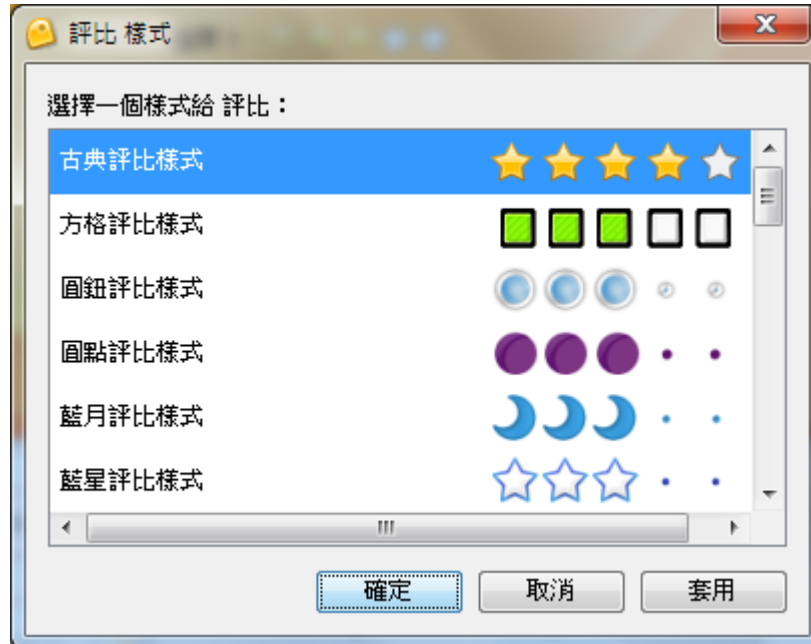 評比 樣式
選擇一個樣式給 評比：
古典評比樣式
方格評比樣式
圓鈕評比樣式
圓點評比樣式
藍月評比樣式
藍星評比樣式
確定
取消
套用